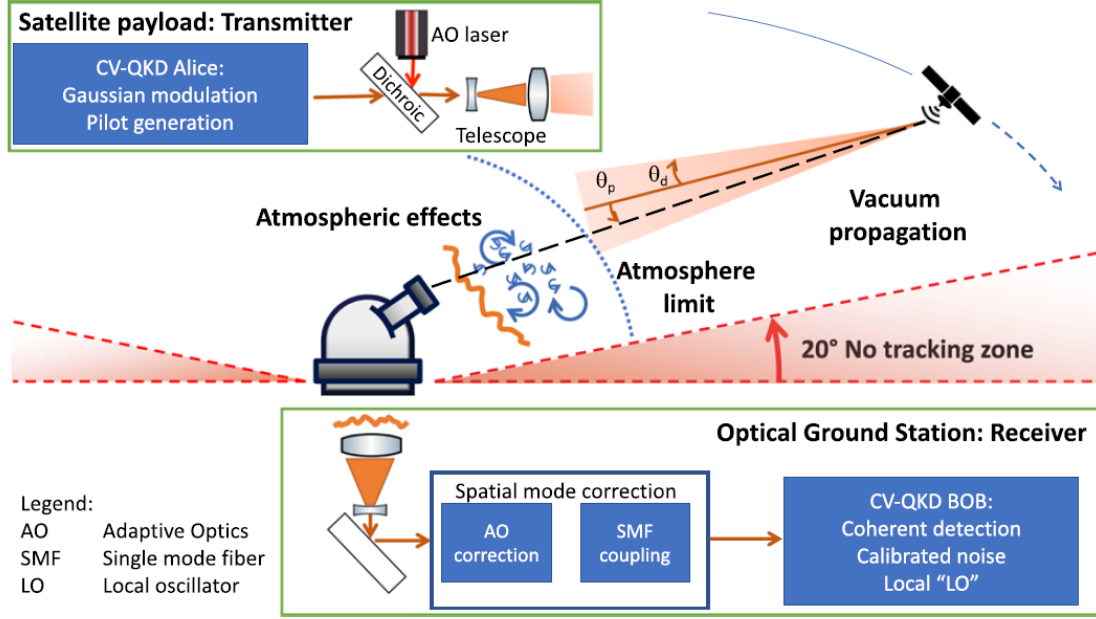 Satellite payload: Transmitter
AO laser
CV-QKD Alice:
Gaussian modulation
Pilot generation
Dichroic
Telescope
θp
θd
Atmospheric effects
Vacuum
propagation
Atmosphere
limit
20° No tracking zone
Optical Ground Station: Receiver
Legend:
AO Adaptive Optics
SMF Single mode fiber
LO Local oscillator
Spatial mode correction
AO
correction
SMF
coupling
CV-QKD BOB:
Coherent detection
Calibrated noise
Local “LO”